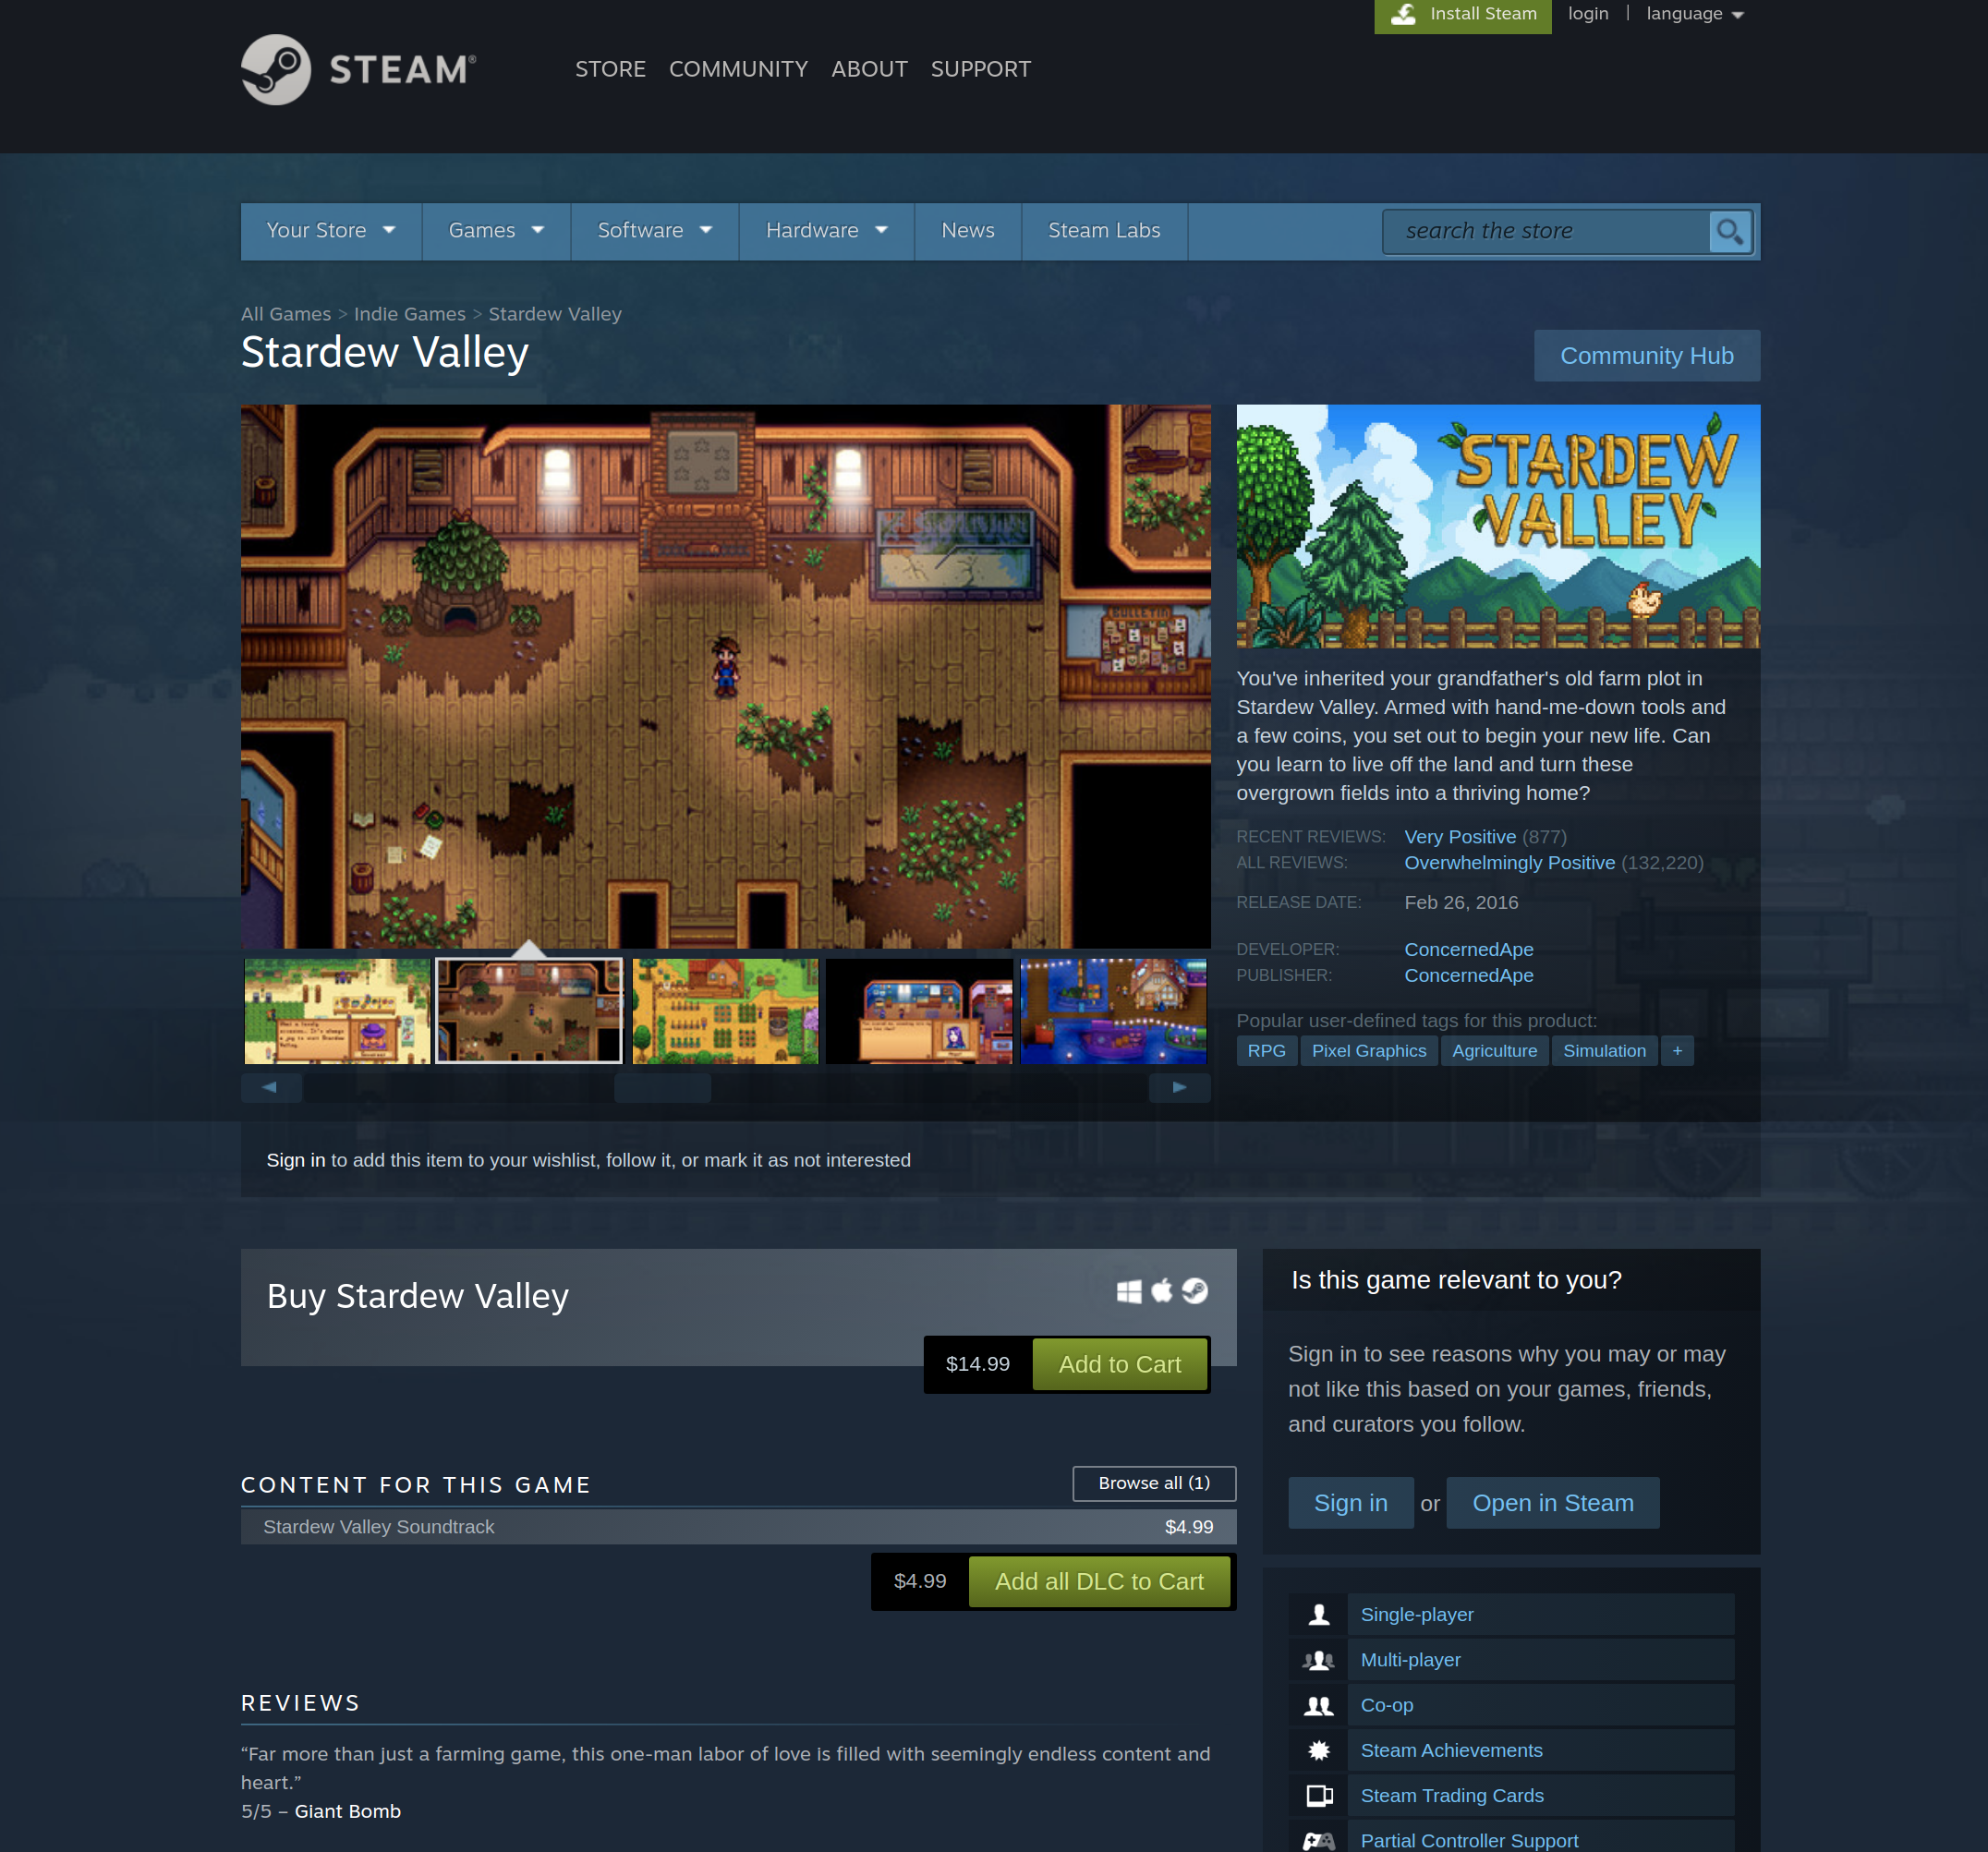 Install Steam
login | language
STEAM®
STORE COMMUNITY ABOUT SUPPORT
Your Store Games Software Hardware News Steam Labs
search the store
All Games > Indie Games > Stardew Valley
Stardew Valley
Community Hub
BULLETIN
STARDEW
VALLEY
You've inherited your grandfather's old farm plot in
Stardew Valley. Armed with hand-me-down tools and
a few coins, you set out to begin your new life. Can
you learn to live off the land and turn these
overgrown fields into a thriving home?
RECENT REVIEWS: Very Positive (877)
ALL REVIEWS: Overwhelmingly Positive (132,220)
RELEASE DATE: Feb 26, 2016
DEVELOPER: ConcernedApe
PUBLISHER: ConcernedApe
Popular user-defined tags for this product:
RPG Pixel Graphics Agriculture Simulation +
Sign in to add this item to your wishlist, follow it, or mark it as not interested
Buy Stardew Valley
$14.99 Add to Cart
CONTENT FOR THIS GAME
Browse all (1)
Stardew Valley Soundtrack $4.99
$4.99 Add all DLC to Cart
REVIEWS
“Far more than just a farming game, this one-man labor of love is filled with seemingly endless content and
heart.”
5/5 – Giant Bomb
Is this game relevant to you?
Sign in to see reasons why you may or may
not like this based on your games, friends,
and curators you follow.
Sign in or Open in Steam
Single-player
Multi-player
Co-op
Steam Achievements
Steam Trading Cards
Partial Controller Support